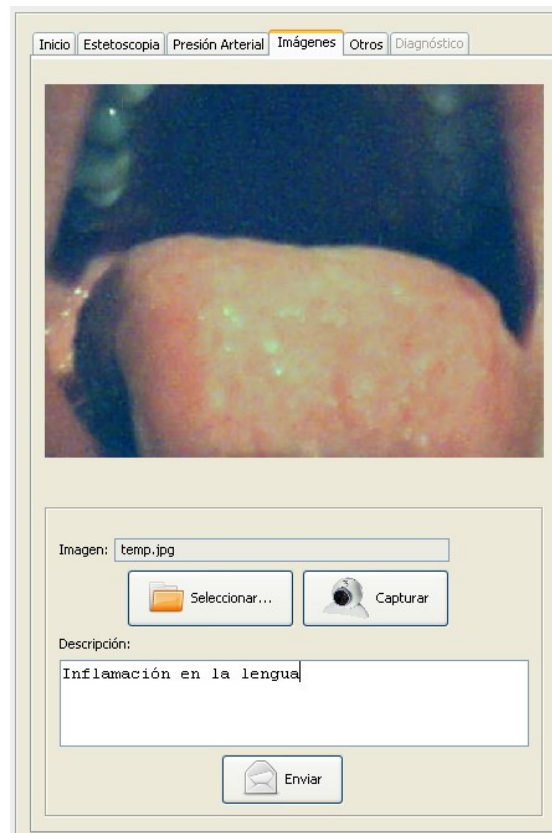 Inicio Estetoscopia Presión Arterial Imágenes Otros Diagnóstico
Imagen: temp.jpg
Seleccionar... Capturar
Descripción:
Inflamación en la lengua
Enviar